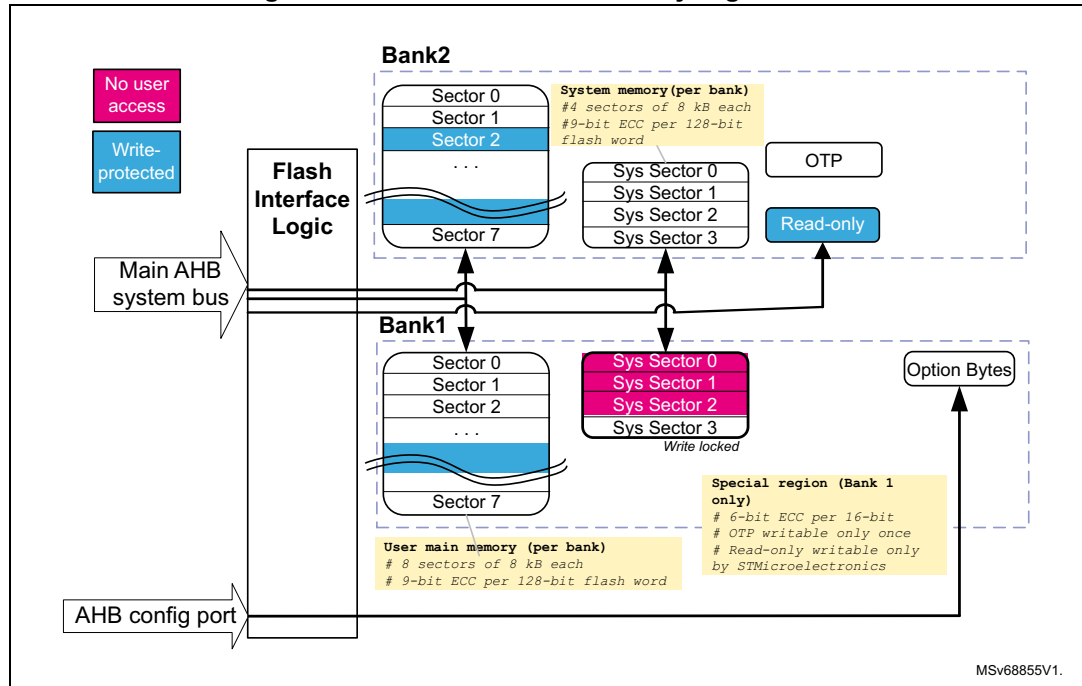 Bank2
No user
access
Write-
protected
Sector 0
Sector 1
Sector 2
. . .
Sector 7
System memory(per bank)
#4 sectors of 8 kB each
#9-bit ECC per 128-bit
flash word
Sys Sector 0
Sys Sector 1
Sys Sector 2
Sys Sector 3
OTP
Read-only
Flash
Interface
Logic
Main AHB
system bus
Bank1
Sector 0
Sector 1
Sector 2
. . .
Sector 7
Sys Sector 0
Sys Sector 1
Sys Sector 2
Sys Sector 3
Write locked
Option Bytes
Special region (Bank 1
only)
# 6-bit ECC per 16-bit
# OTP writable only once
# Read-only writable only
by STMicroelectronics
User main memory (per bank)
# 8 sectors of 8 kB each
# 9-bit ECC per 128-bit flash word
AHB config port
MSv68855V1.